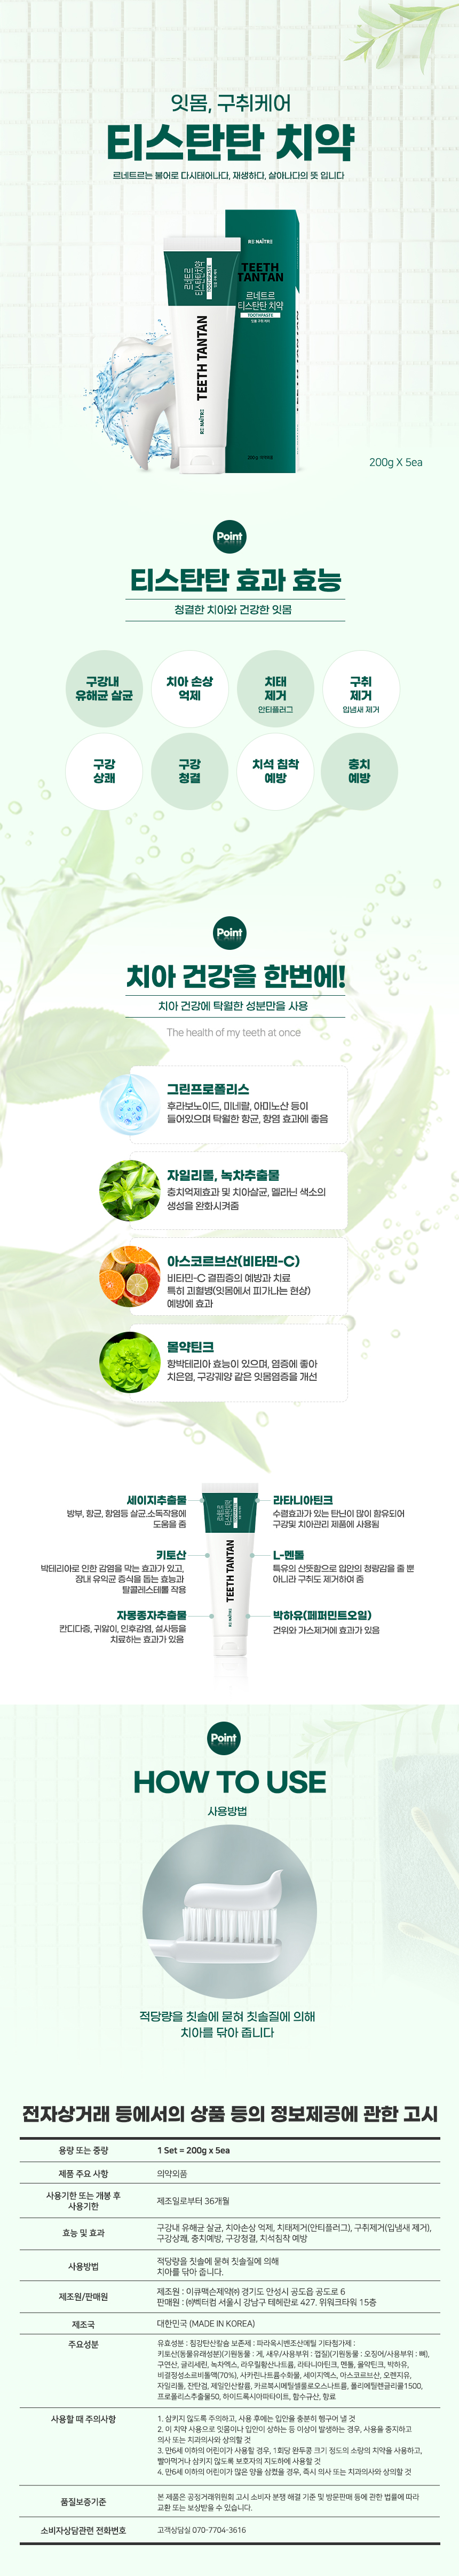 잇몸, 구취케어
티스탄탄 치약
르네트르는 불어로 다시태어나다, 재생하다, 살아나다의 뜻 입니다
RE:NAITRE
TEETH
TANTAN
르네트르
티스탄탄 치약
TOOTHPASTE
르네트르
티스탄탄치약
TOOTHPASTE
TEETH TANTAN
RE:NAITRE
200g X 5ea
Point
티스탄탄 효과 효능
청결한 치아와 건강한 잇몸
구강내
유해균 살균
치아 손상
억제
치태
제거
안티플러그
구취
제거
입냄새 제거
구강
상쾌
구강
청결
치석 침착
예방
충치
예방
Point
치아 건강을 한번에!
치아 건강에 탁월한 성분만을 사용
The health of my teeth at once
그린프로폴리스
후라보노이드, 미네랄, 아미노산 등이
들어있으며 탁월한 항균, 항염 효과에 좋음
자일리톨, 녹차추출물
충치억제효과 및 치아살균, 멜라닌 색소의
생성을 완화시켜줌
아스코르브산(비타민-C)
비타민-C 결핍증의 예방과 치료
특히 괴혈병(잇몸에서 피가나는 현상)
예방에 효과
몰약틴크
항박테리아 효능이 있으며, 염증에 좋아
치은염, 구강궤양 같은 잇몸염증을 개선
세이지추출물
방부, 항균, 항염등 살균.소독작용에
도움을 줌
키토산
박테리아로 인한 감염을 막는 효과가 있고,
장내 유익균 증식을 돕는 효능과
탈콜레스테롤 작용
자몽종자추출물
칸디다증, 귀앓이, 인후감염, 설사등을
치료하는 효과가 있음
르네트르
티스탄탄치약
TEETH TANTAN
RE:NAITRE
라타니아틴크
수렴효과가 있는 탄닌이 많이 함유되어
구강및 치아관리 제품에 사용됨
L-멘톨
특유의 산뜻함으로 입안의 청량감을 줄 뿐
아니라 구취도 제거하여 줌
박하유(페퍼민트오일)
건위와 가스제거에 효과가 있음
Point
HOW TO USE
사용방법
적당량을 칫솔에 묻혀 칫솔질에 의해
치아를 닦아 줍니다
전자상거래 등에서의 상품 등의 정보제공에 관한 고시
용량 또는 중량
1 Set = 200g x 5ea
제품 주요 사항
의약외품
사용기한 또는 개봉 후
사용기한
제조일로부터 36개월
효능 및 효과
구강내 유해균 살균, 치아손상 억제, 치태제거(안티플러그), 구취제거(입냄새 제거),
구강상쾌, 충치예방, 구강청결, 치석침착 예방
사용방법
적당량을 칫솔에 묻혀 칫솔질에 의해
치아를 닦아 줍니다.
제조원/판매원
제조원 : 이큐맥슨제약㈜ 경기도 안성시 공도읍 공도로 6
판매원 : ㈜벡터컴 서울시 강남구 테헤란로 427. 위워크타워 15층
제조국
대한민국 (MADE IN KOREA)
주요성분
유효성분 : 침강탄산칼슘 보존제 : 파라옥시벤조산메틸 기타첨가제 :
키토산(동물유래성분)(기원동물 : 게, 새우/사용부위 : 껍질)(기원동물 : 오징어/사용부위 : 뼈),
구연산, 글리세린, 녹차엑스, 라우릴황산나트륨, 라타니아틴크, 멘톨, 몰약틴크, 박하유,
비결정성소르비톨액(70%), 사카린나트륨수화물, 세이지엑스, 아스코르브산, 오렌지유,
자일리톨, 잔탄검, 제일인산칼륨, 카르복시메틸셀룰로오스나트륨, 폴리에틸렌글리콜1500,
프로폴리스추출물50, 하이드록시아파타이트, 함수규산, 향료
사용할 때 주의사항
1. 삼키지 않도록 주의하고, 사용 후에는 입안을 충분히 헹구어 낼 것
2. 이 치약 사용으로 잇몸이나 입안이 상하는 등 이상이 발생하는 경우, 사용을 중지하고
의사 또는 치과의사와 상의할 것
3. 만6세 이하의 어린이가 사용할 경우, 1회당 완두콩 크기 정도의 소량의 치약을 사용하고,
빨아먹거나 삼키지 않도록 보호자의 지도하에 사용할 것
4. 만6세 이하의 어린이가 많은 양을 삼켰을 경우, 즉시 의사 또는 치과의사와 상의할 것
품질보증기준
본 제품은 공정거래위원회 고시 소비자 분쟁 해결 기준 및 방문판매 등에 관한 법률에 따라
교환 또는 보상받을 수 있습니다.
소비자상담관련 전화번호
고객상담실 070-7704-3616